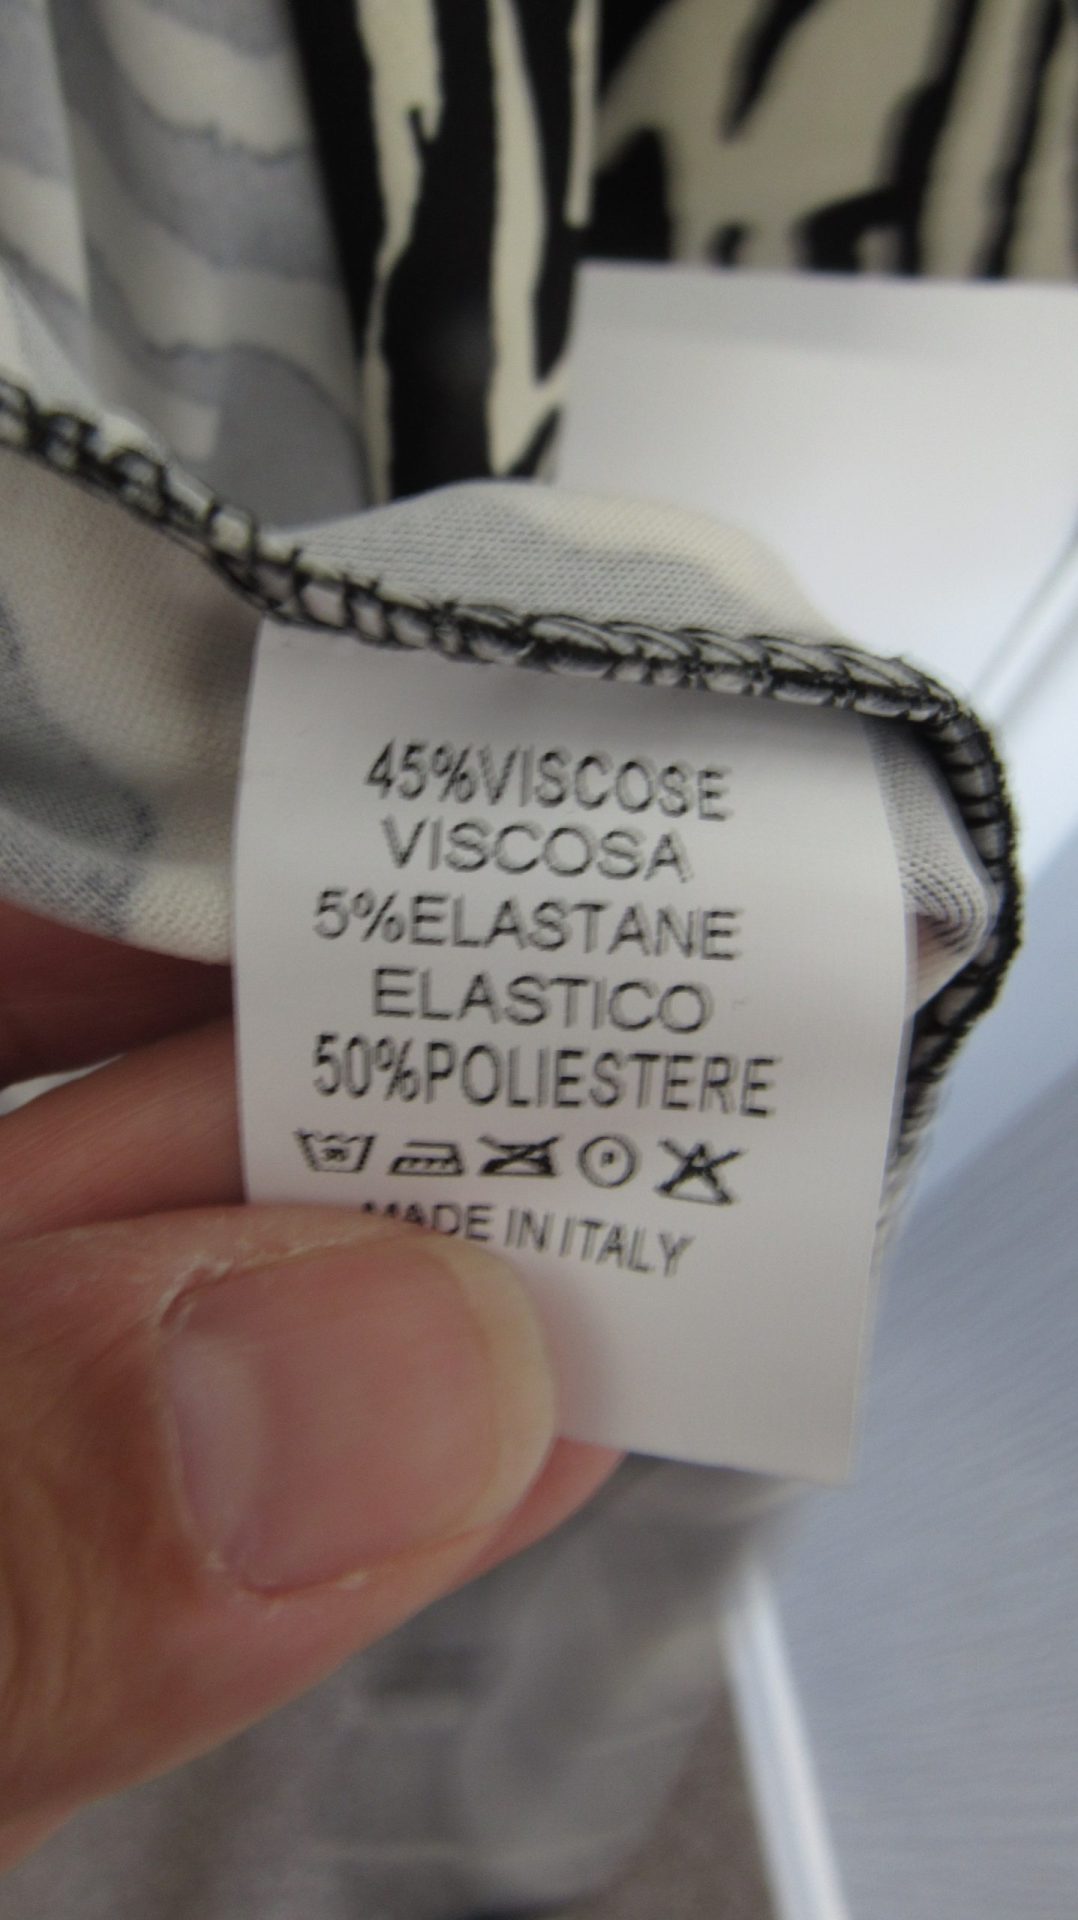 45%VISCOSE
VISCOSA
5%ELASTANE
ELASTICO
50%POLIESTERE
P
MADE IN ITALY